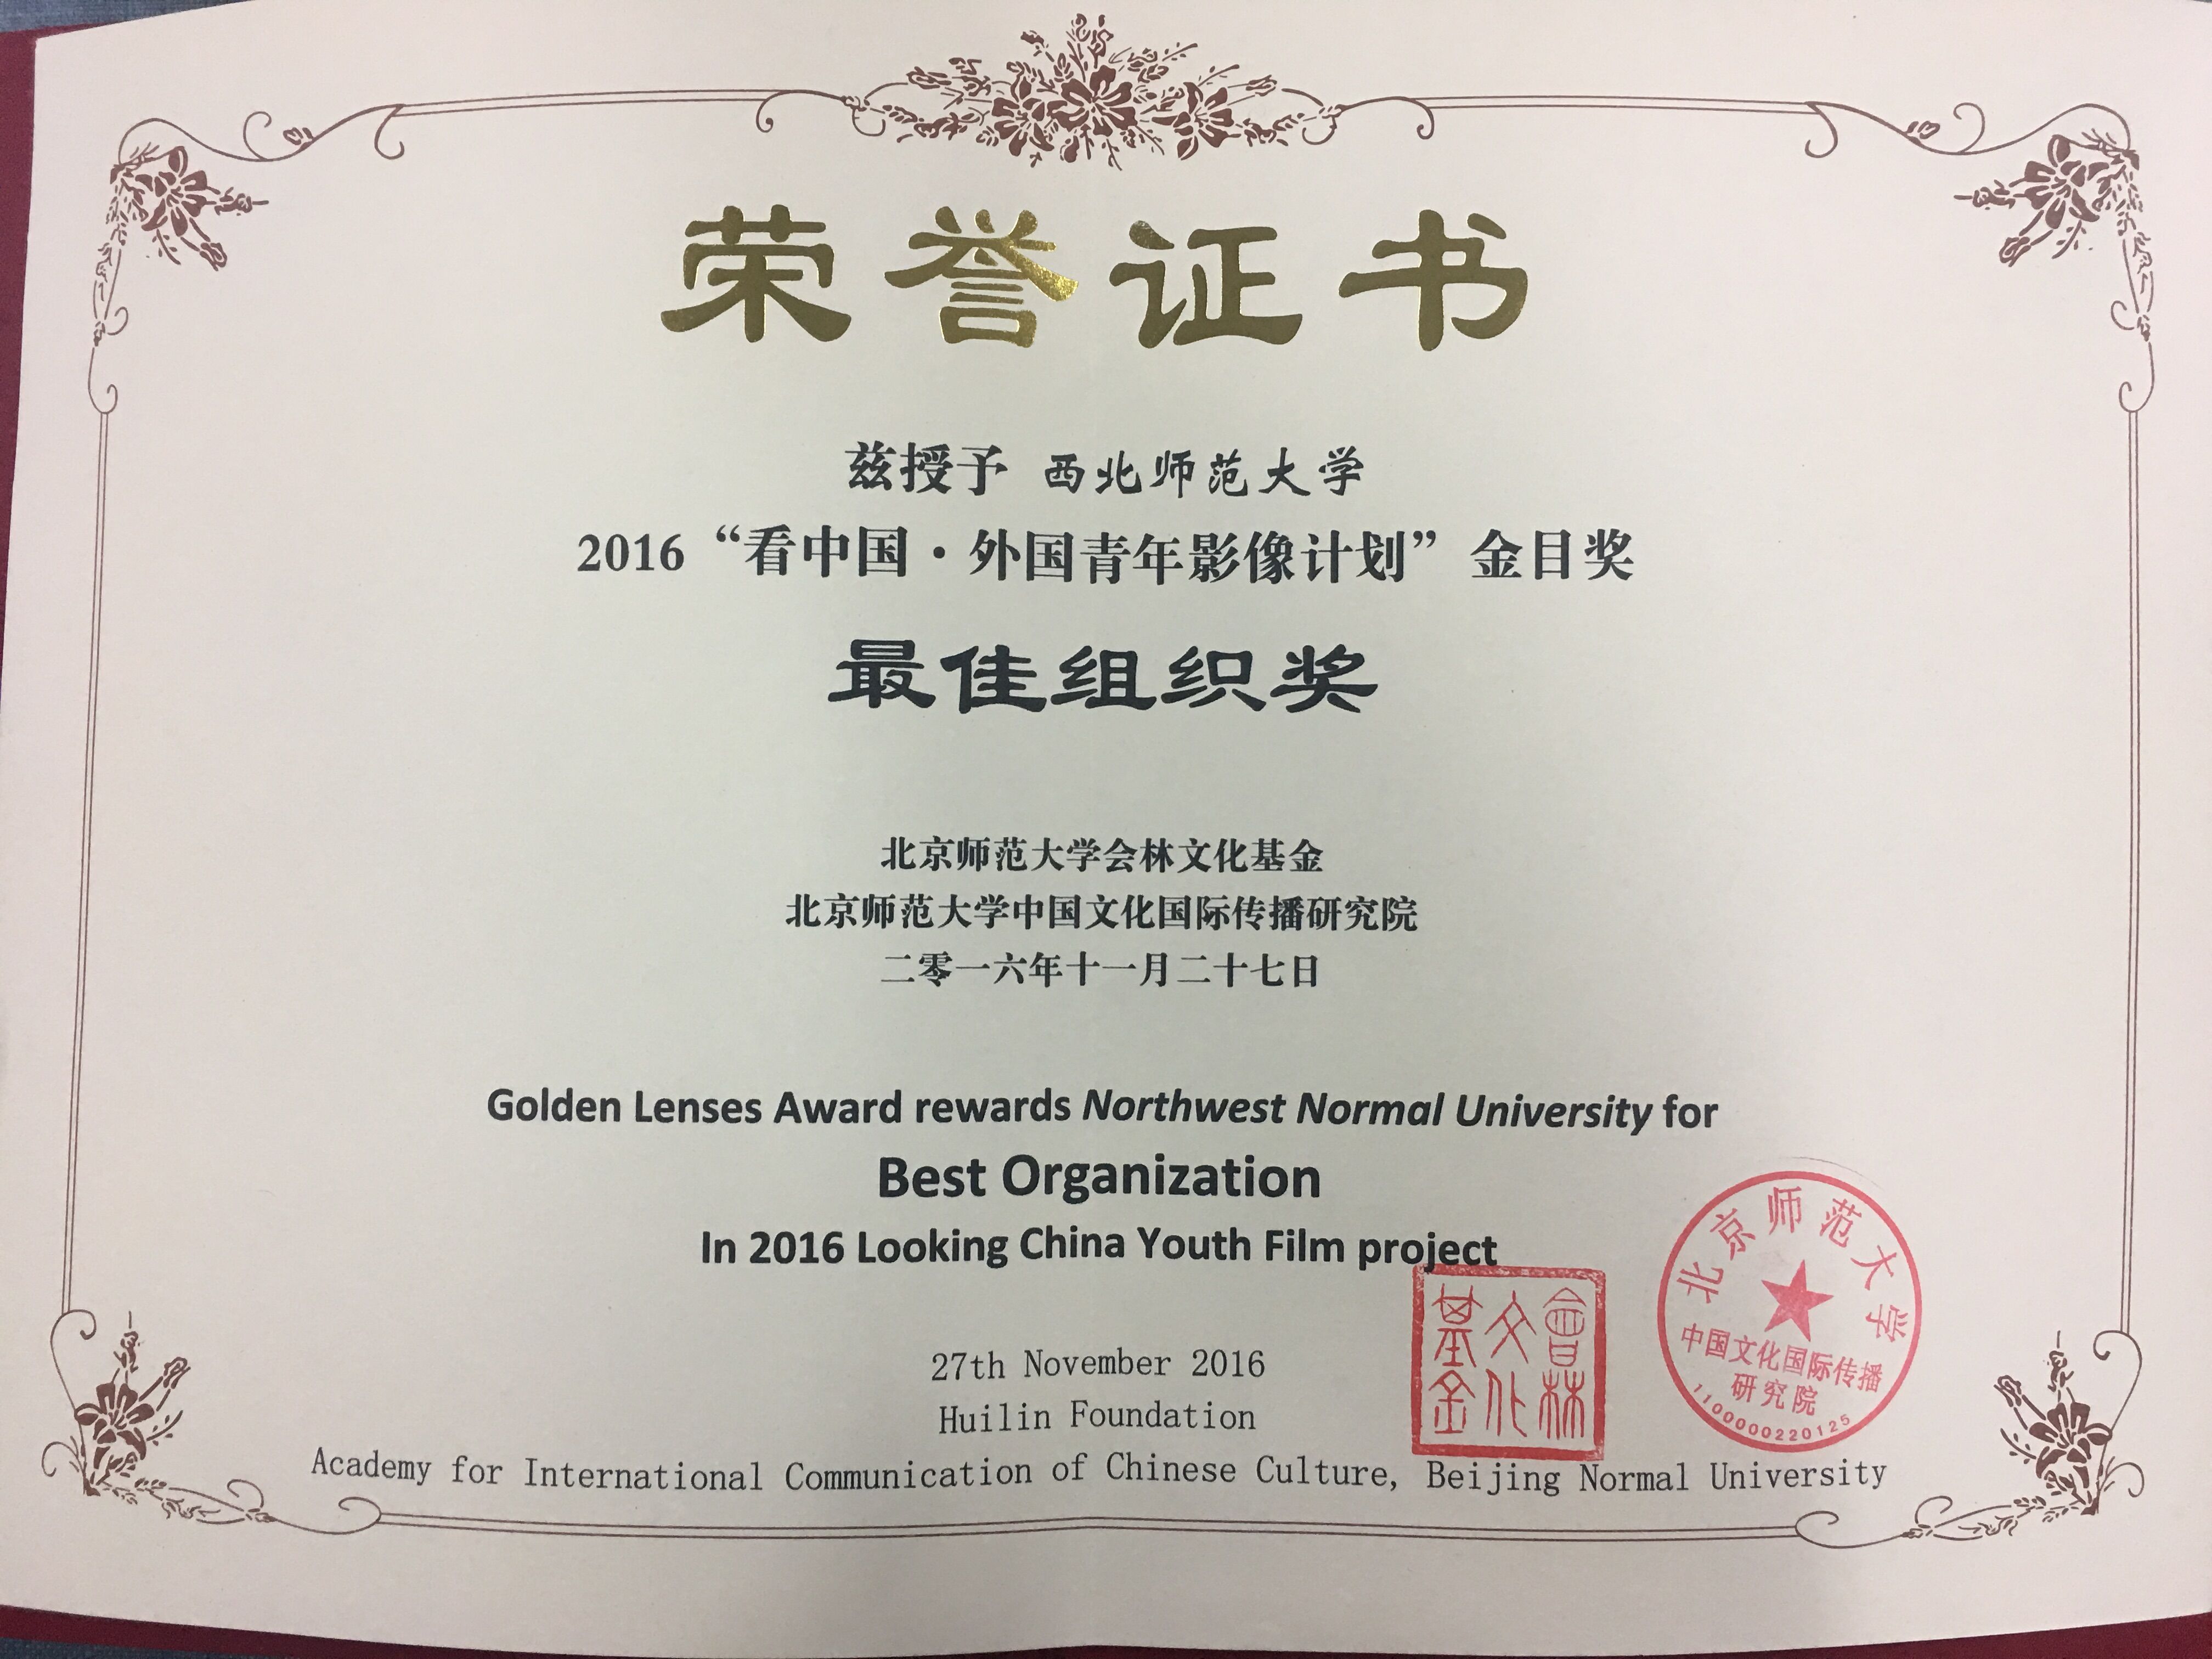 荣誉证书
兹授予 西北师范大学
2016“看中国·外国青年影像计划”金目奖
最佳组织奖
北京师范大学会林文化基金
北京师范大学中国文化国际传播研究院
二零一六年十一月二十七日
Golden Lenses Award rewards Northwest Normal University for
Best Organization
In 2016 Looking China Youth Film project
27th November 2016
Huilin Foundation
Academy for International Communication of Chinese Culture, Beijing Normal University
會林
文化
基金
北京师范大学
中国文化国际传播
研究院
1100000220125